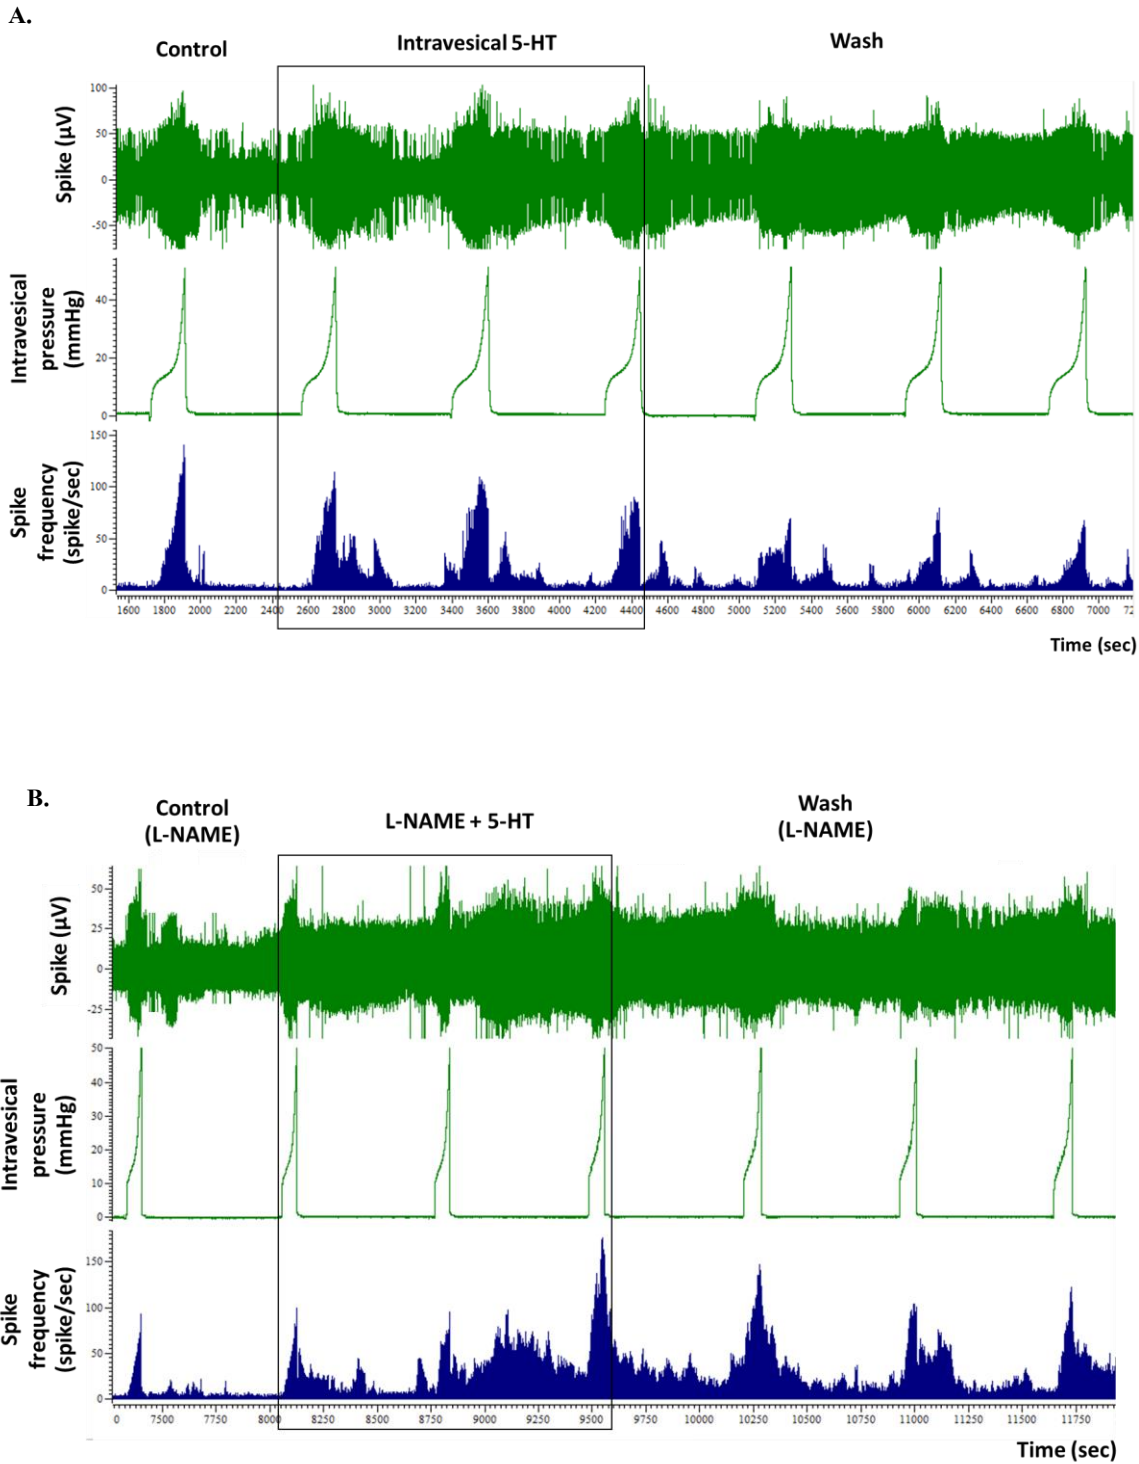 A.
Control
Intravesical 5-HT
Wash
Spike (µV)
100
50
0
-50
Intravesical
pressure
(mmHg)
40
20
0
Spike
frequency
(spike/sec)
150
100
50
0
1600 1800 2000 2200 2400 2600 2800 3000 3200 3400 3600 3800 4000 4200 4400 4600 4800 5000 5200 5400 5600 5800 6000 6200 6400 6600 6800 7000 72
Time (sec)
B.
Control
(L-NAME)
L-NAME + 5-HT
Wash
(L-NAME)
Spike (µV)
50
25
0
-25
Intravesical
pressure
(mmHg)
50
40
30
20
10
0
Spike
frequency
(spike/sec)
150
100
50
0
0 7500 7750 8000 8250 8500 8750 9000 9250 9500 9750 10000 10250 10500 10750 11000 11250 11500 11750
Time (sec)